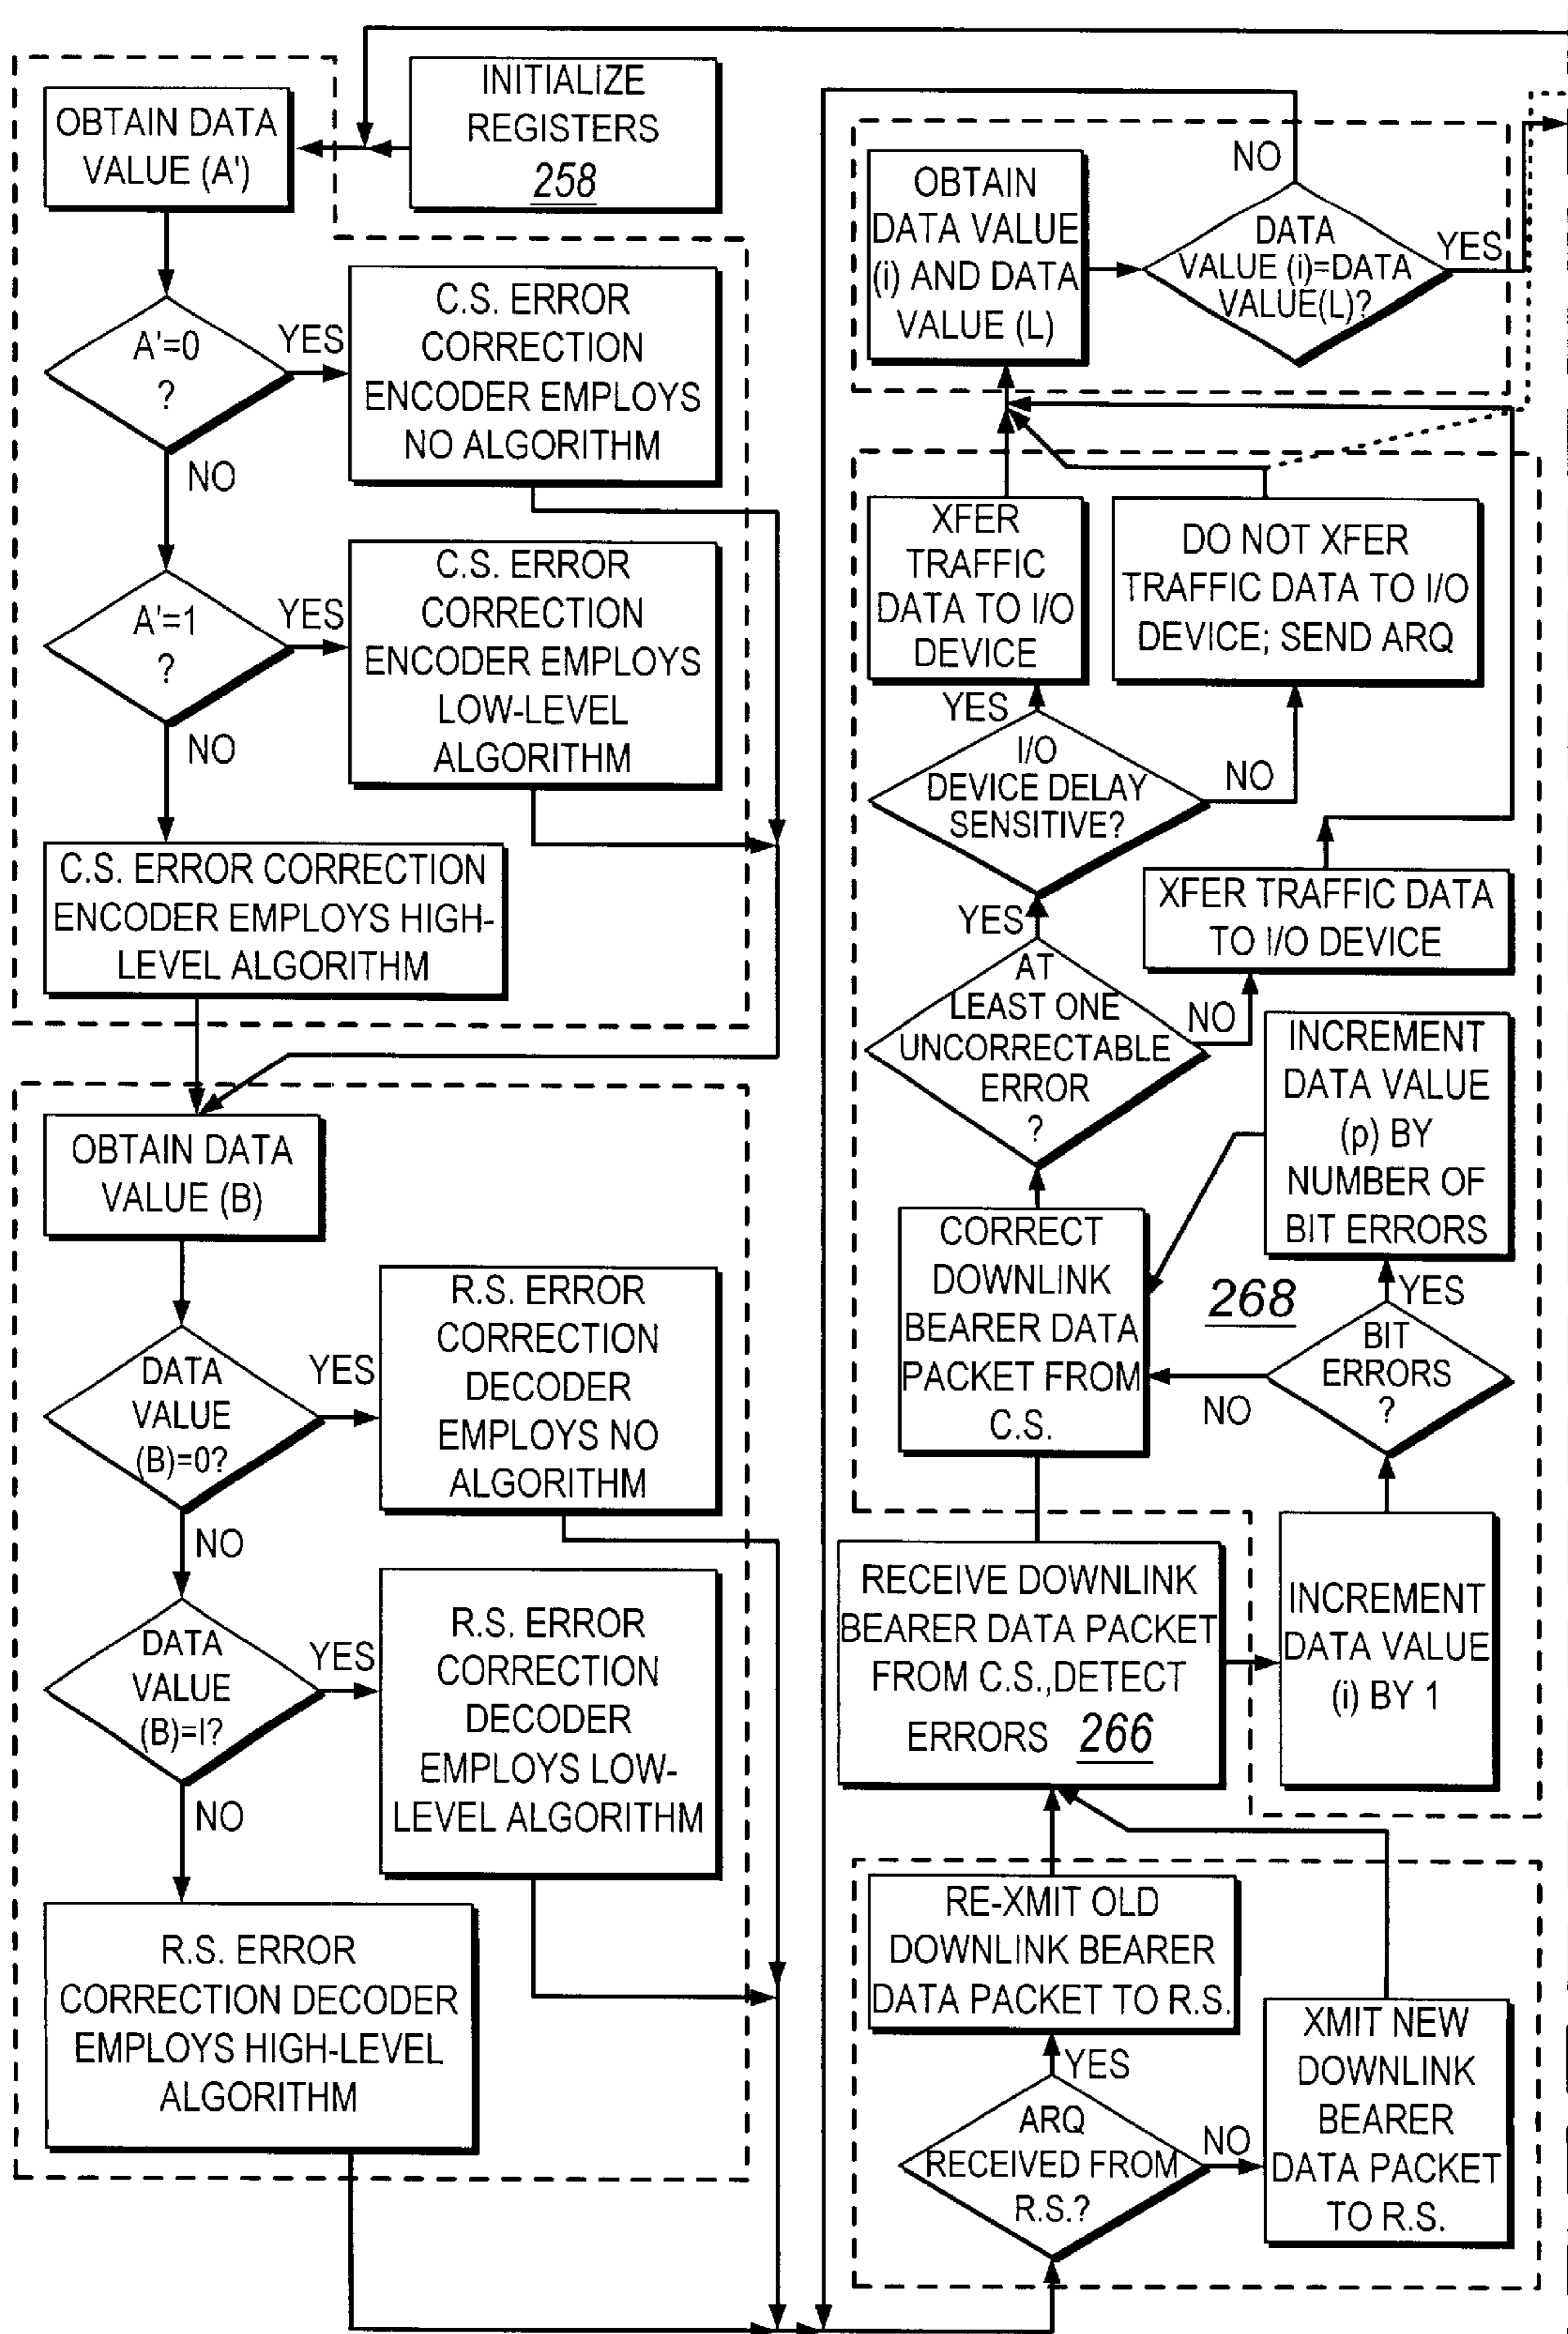 INITIALIZE
REGISTERS
258
OBTAIN DATA
VALUE (A')
A'=0
?
YES
NO
C.S. ERROR
CORRECTION
ENCODER EMPLOYS
NO ALGORITHM
A'=1
?
YES
NO
C.S. ERROR
CORRECTION
ENCODER EMPLOYS
LOW-LEVEL
ALGORITHM
C.S. ERROR CORRECTION
ENCODER EMPLOYS HIGH-
LEVEL ALGORITHM
OBTAIN DATA
VALUE (B)
DATA
VALUE
(B)=0?
YES
NO
R.S. ERROR
CORRECTION
DECODER
EMPLOYS NO
ALGORITHM
DATA
VALUE
(B)=I?
YES
NO
R.S. ERROR
CORRECTION
DECODER
EMPLOYS LOW-
LEVEL ALGORITHM
R.S. ERROR
CORRECTION DECODER
EMPLOYS HIGH-LEVEL
ALGORITHM
OBTAIN
DATA VALUE
(i) AND DATA
VALUE (L)
NO
DATA
VALUE (i)=DATA
VALUE(L)?
YES
XFER
TRAFFIC
DATA TO I/O
DEVICE
DO NOT XFER
TRAFFIC DATA TO I/O
DEVICE; SEND ARQ
YES
I/O
DEVICE DELAY
SENSITIVE?
NO
XFER TRAFFIC DATA
TO I/O DEVICE
YES
AT
LEAST ONE
UNCORRECTABLE
ERROR
?
NO
INCREMENT
DATA VALUE
(p) BY
NUMBER OF
BIT ERRORS
CORRECT
DOWNLINK
BEARER DATA
PACKET FROM
C.S.
268
YES
BIT
ERRORS
?
NO
RECEIVE DOWNLINK
BEARER DATA PACKET
FROM C.S.,DETECT
ERRORS 266
INCREMENT
DATA VALUE
(i) BY 1
RE-XMIT OLD
DOWNLINK BEARER
DATA PACKET TO R.S.
YES
ARQ
RECEIVED FROM
R.S.?
NO
XMIT NEW
DOWNLINK
BEARER
DATA PACKET
TO R.S.